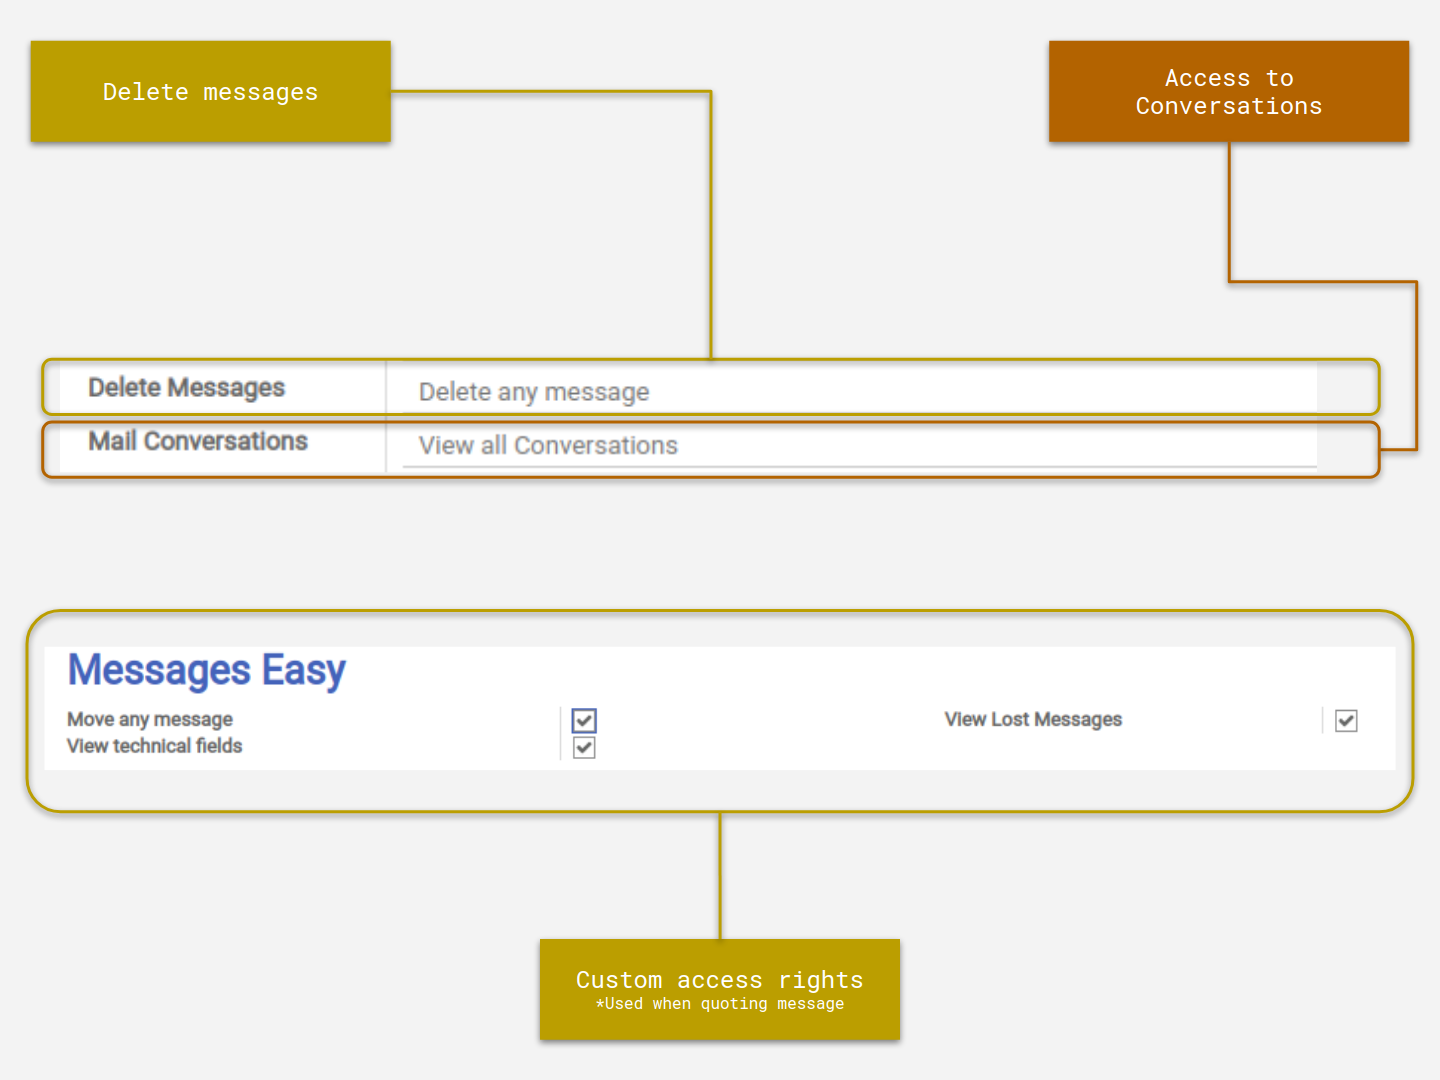 Delete messages
Access to
Conversations
Delete Messages
Delete any message
Mail Conversations
View all Conversations
Messages Easy
Move any message
View Lost Messages
View technical fields
Custom access rights
*Used when quoting message